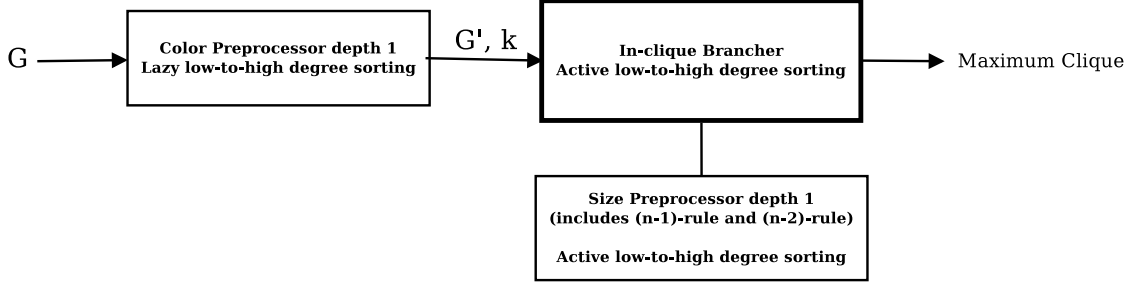 G
Color Preprocessor depth 1
Lazy low-to-high degree sorting
G', k
In-clique Brancher
Active low-to-high degree sorting
Maximum Clique
Size Preprocessor depth 1
(includes (n-1)-rule and (n-2)-rule)
Active low-to-high degree sorting